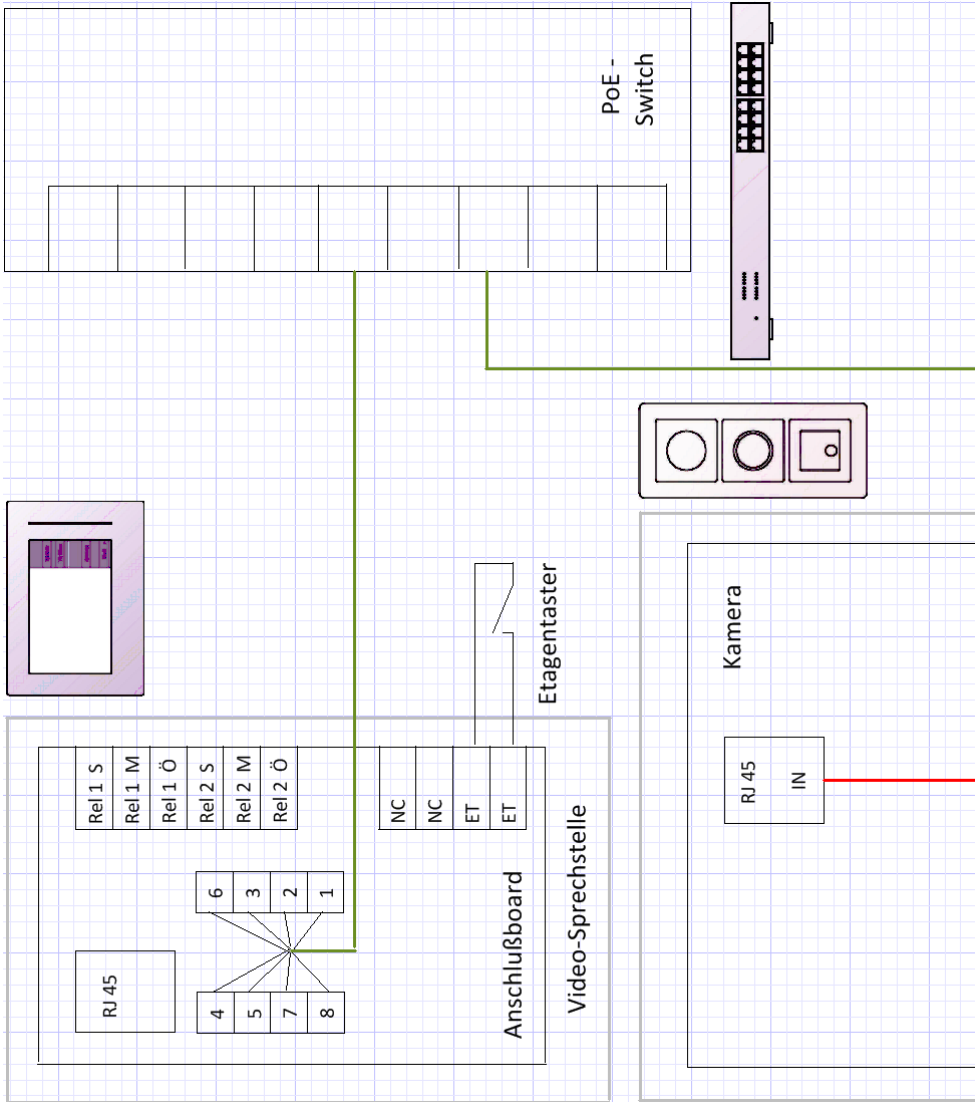 PoE -
Switch
Etagentaster
Rel 1 S
Rel 1 M
Rel 1 Ö
Rel 2 S
Rel 2 M
Rel 2 Ö
NC
NC
ET
ET
6
3
2
1
RJ 45
4
5
7
8
Anschlußboard
Video-Sprechstelle
Kamera
RJ 45
IN